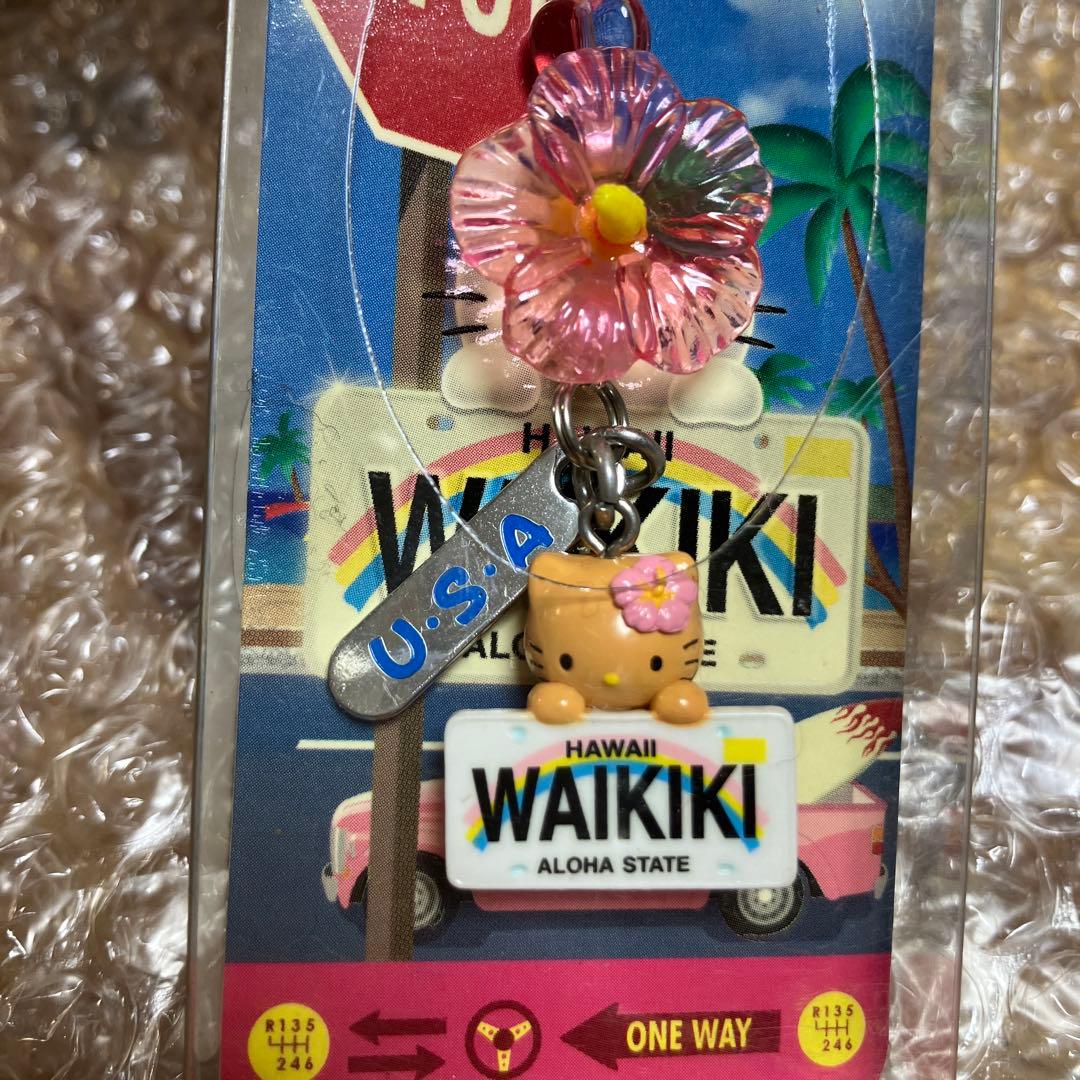 HAWAII
WAIKIKI
U.S.A
HAWAII
WAIKIKI
ALOHA STATE
R135
246
ONE WAY
R135
246